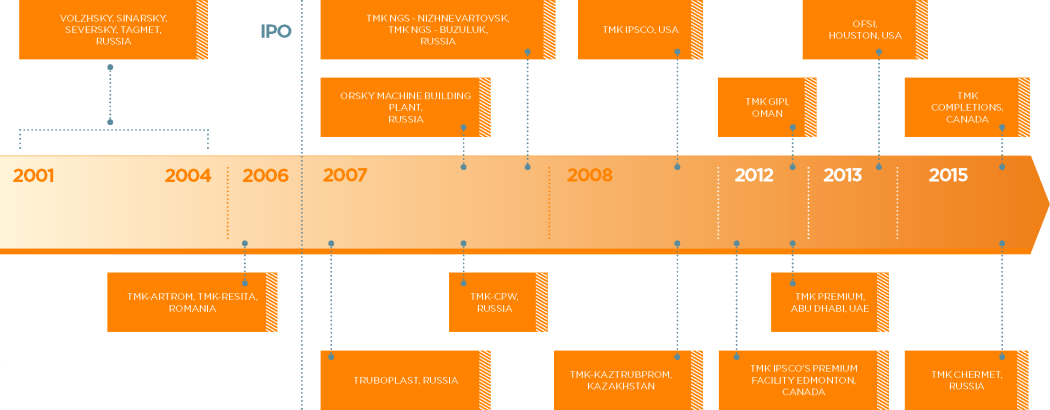 VOLZHSKY, SINARSKY,
SEVERSKY, TAGMET,
RUSSIA
IPO
TMK NGS - NIZHNEVARTOVSK,
TMK NGS - BUZULUK,
RUSSIA
TMK IPSCO, USA
OFSI,
HOUSTON, USA
ORSKY MACHINE BUILDING
PLANT,
RUSSIA
TMK GIPI,
OMAN
TMK
COMPLETIONS,
CANADA
2001
2004
2006
2007
2008
2012
2013
2015
TMK-ARTROM, TMK-RESITA,
ROMANIA
TMK-CPW,
RUSSIA
TMK PREMIUM,
ABU DHABI, UAE
TRUBOPLAST, RUSSIA
TMK-KAZTRUBPROM,
KAZAKHSTAN
TMK IPSCO'S PREMIUM
FACILITY EDMONTON,
CANADA
TMK CHERMET,
RUSSIA